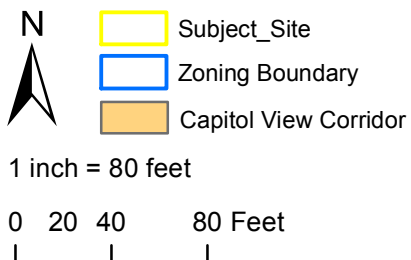 N
Subject_Site
Zoning Boundary
Capitol View Corridor
1 inch = 80 feet
0 20 40 80 Feet